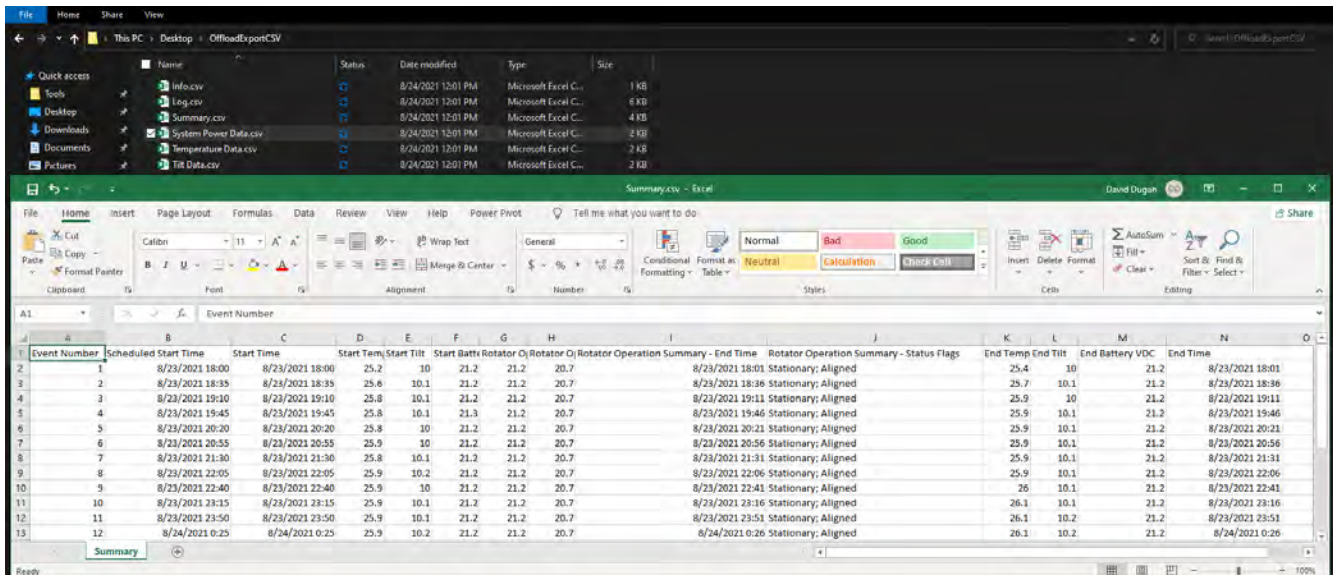 File Home Share View
This PC › Desktop › OffloadExportCSV
Name Status Date modified Type Size
Quick access
Tools
Desktop
Downloads
Documents
Pictures
Info.csv 8/24/2021 12:01 PM Microsoft Excel C... 1 KB
Log.csv 8/24/2021 12:01 PM Microsoft Excel C... 6 KB
Summary.csv 8/24/2021 12:01 PM Microsoft Excel C... 4 KB
System Power Data.csv 8/24/2021 12:01 PM Microsoft Excel C... 2 KB
Temperature Data.csv 8/24/2021 12:01 PM Microsoft Excel C... 2 KB
Tilt Data.csv 8/24/2021 12:01 PM Microsoft Excel C... 2 KB
Summary.csv - Excel David Dugan DD
File Home Insert Page Layout Formulas Data Review View Help Power Pivot Tell me what you want to do Share
Paste
Cut
Copy
Format Painter
Clipboard
Calibri 11
B I U
Font
Wrap Text
Merge & Center
Alignment
General
$ % ,
Number
Conditional Formatting
Format as Table
Normal Bad Good
Neutral Calculation Check Cell
Styles
Insert Delete Format
Cells
AutoSum
Fill
Clear
Sort & Filter
Find & Select
Editing
A1 fx Event Number
A B C D E F G H I J K L M N O
1 Event Number Scheduled Start Time Start Time Start Tem Start Tilt Start Batte Rotator O Rotator O Rotator Operation Summary - End Time Rotator Operation Summary - Status Flags End Temp End Tilt End Battery VDC End Time
2 1 8/23/2021 18:00 8/23/2021 18:00 25.2 10 21.2 21.2 20.7 8/23/2021 18:01 Stationary; Aligned 25.4 10 21.2 8/23/2021 18:01
3 2 8/23/2021 18:35 8/23/2021 18:35 25.6 10.1 21.2 21.2 20.7 8/23/2021 18:36 Stationary; Aligned 25.7 10.1 21.2 8/23/2021 18:36
4 3 8/23/2021 19:10 8/23/2021 19:10 25.8 10.1 21.2 21.2 20.7 8/23/2021 19:11 Stationary; Aligned 25.9 10 21.2 8/23/2021 19:11
5 4 8/23/2021 19:45 8/23/2021 19:45 25.8 10.1 21.3 21.2 20.7 8/23/2021 19:46 Stationary; Aligned 25.9 10.1 21.2 8/23/2021 19:46
6 5 8/23/2021 20:20 8/23/2021 20:20 25.8 10 21.2 21.2 20.7 8/23/2021 20:21 Stationary; Aligned 25.9 10.1 21.2 8/23/2021 20:21
7 6 8/23/2021 20:55 8/23/2021 20:55 25.9 10 21.2 21.2 20.7 8/23/2021 20:56 Stationary; Aligned 25.9 10.1 21.2 8/23/2021 20:56
8 7 8/23/2021 21:30 8/23/2021 21:30 25.8 10.1 21.2 21.2 20.7 8/23/2021 21:31 Stationary; Aligned 25.9 10.1 21.2 8/23/2021 21:31
9 8 8/23/2021 22:05 8/23/2021 22:05 25.9 10.2 21.2 21.2 20.7 8/23/2021 22:06 Stationary; Aligned 25.9 10.1 21.2 8/23/2021 22:06
10 9 8/23/2021 22:40 8/23/2021 22:40 25.9 10 21.2 21.2 20.7 8/23/2021 22:41 Stationary; Aligned 26 10.1 21.2 8/23/2021 22:41
11 10 8/23/2021 23:15 8/23/2021 23:15 25.9 10.1 21.2 21.2 20.7 8/23/2021 23:16 Stationary; Aligned 26.1 10.1 21.2 8/23/2021 23:16
12 11 8/23/2021 23:50 8/23/2021 23:50 25.9 10.1 21.2 21.2 20.7 8/23/2021 23:51 Stationary; Aligned 26.1 10.2 21.2 8/23/2021 23:51
13 12 8/24/2021 0:25 8/24/2021 0:25 25.9 10.2 21.2 21.2 20.7 8/24/2021 0:26 Stationary; Aligned 26.1 10.2 21.2 8/24/2021 0:26
Summary
Ready 100%